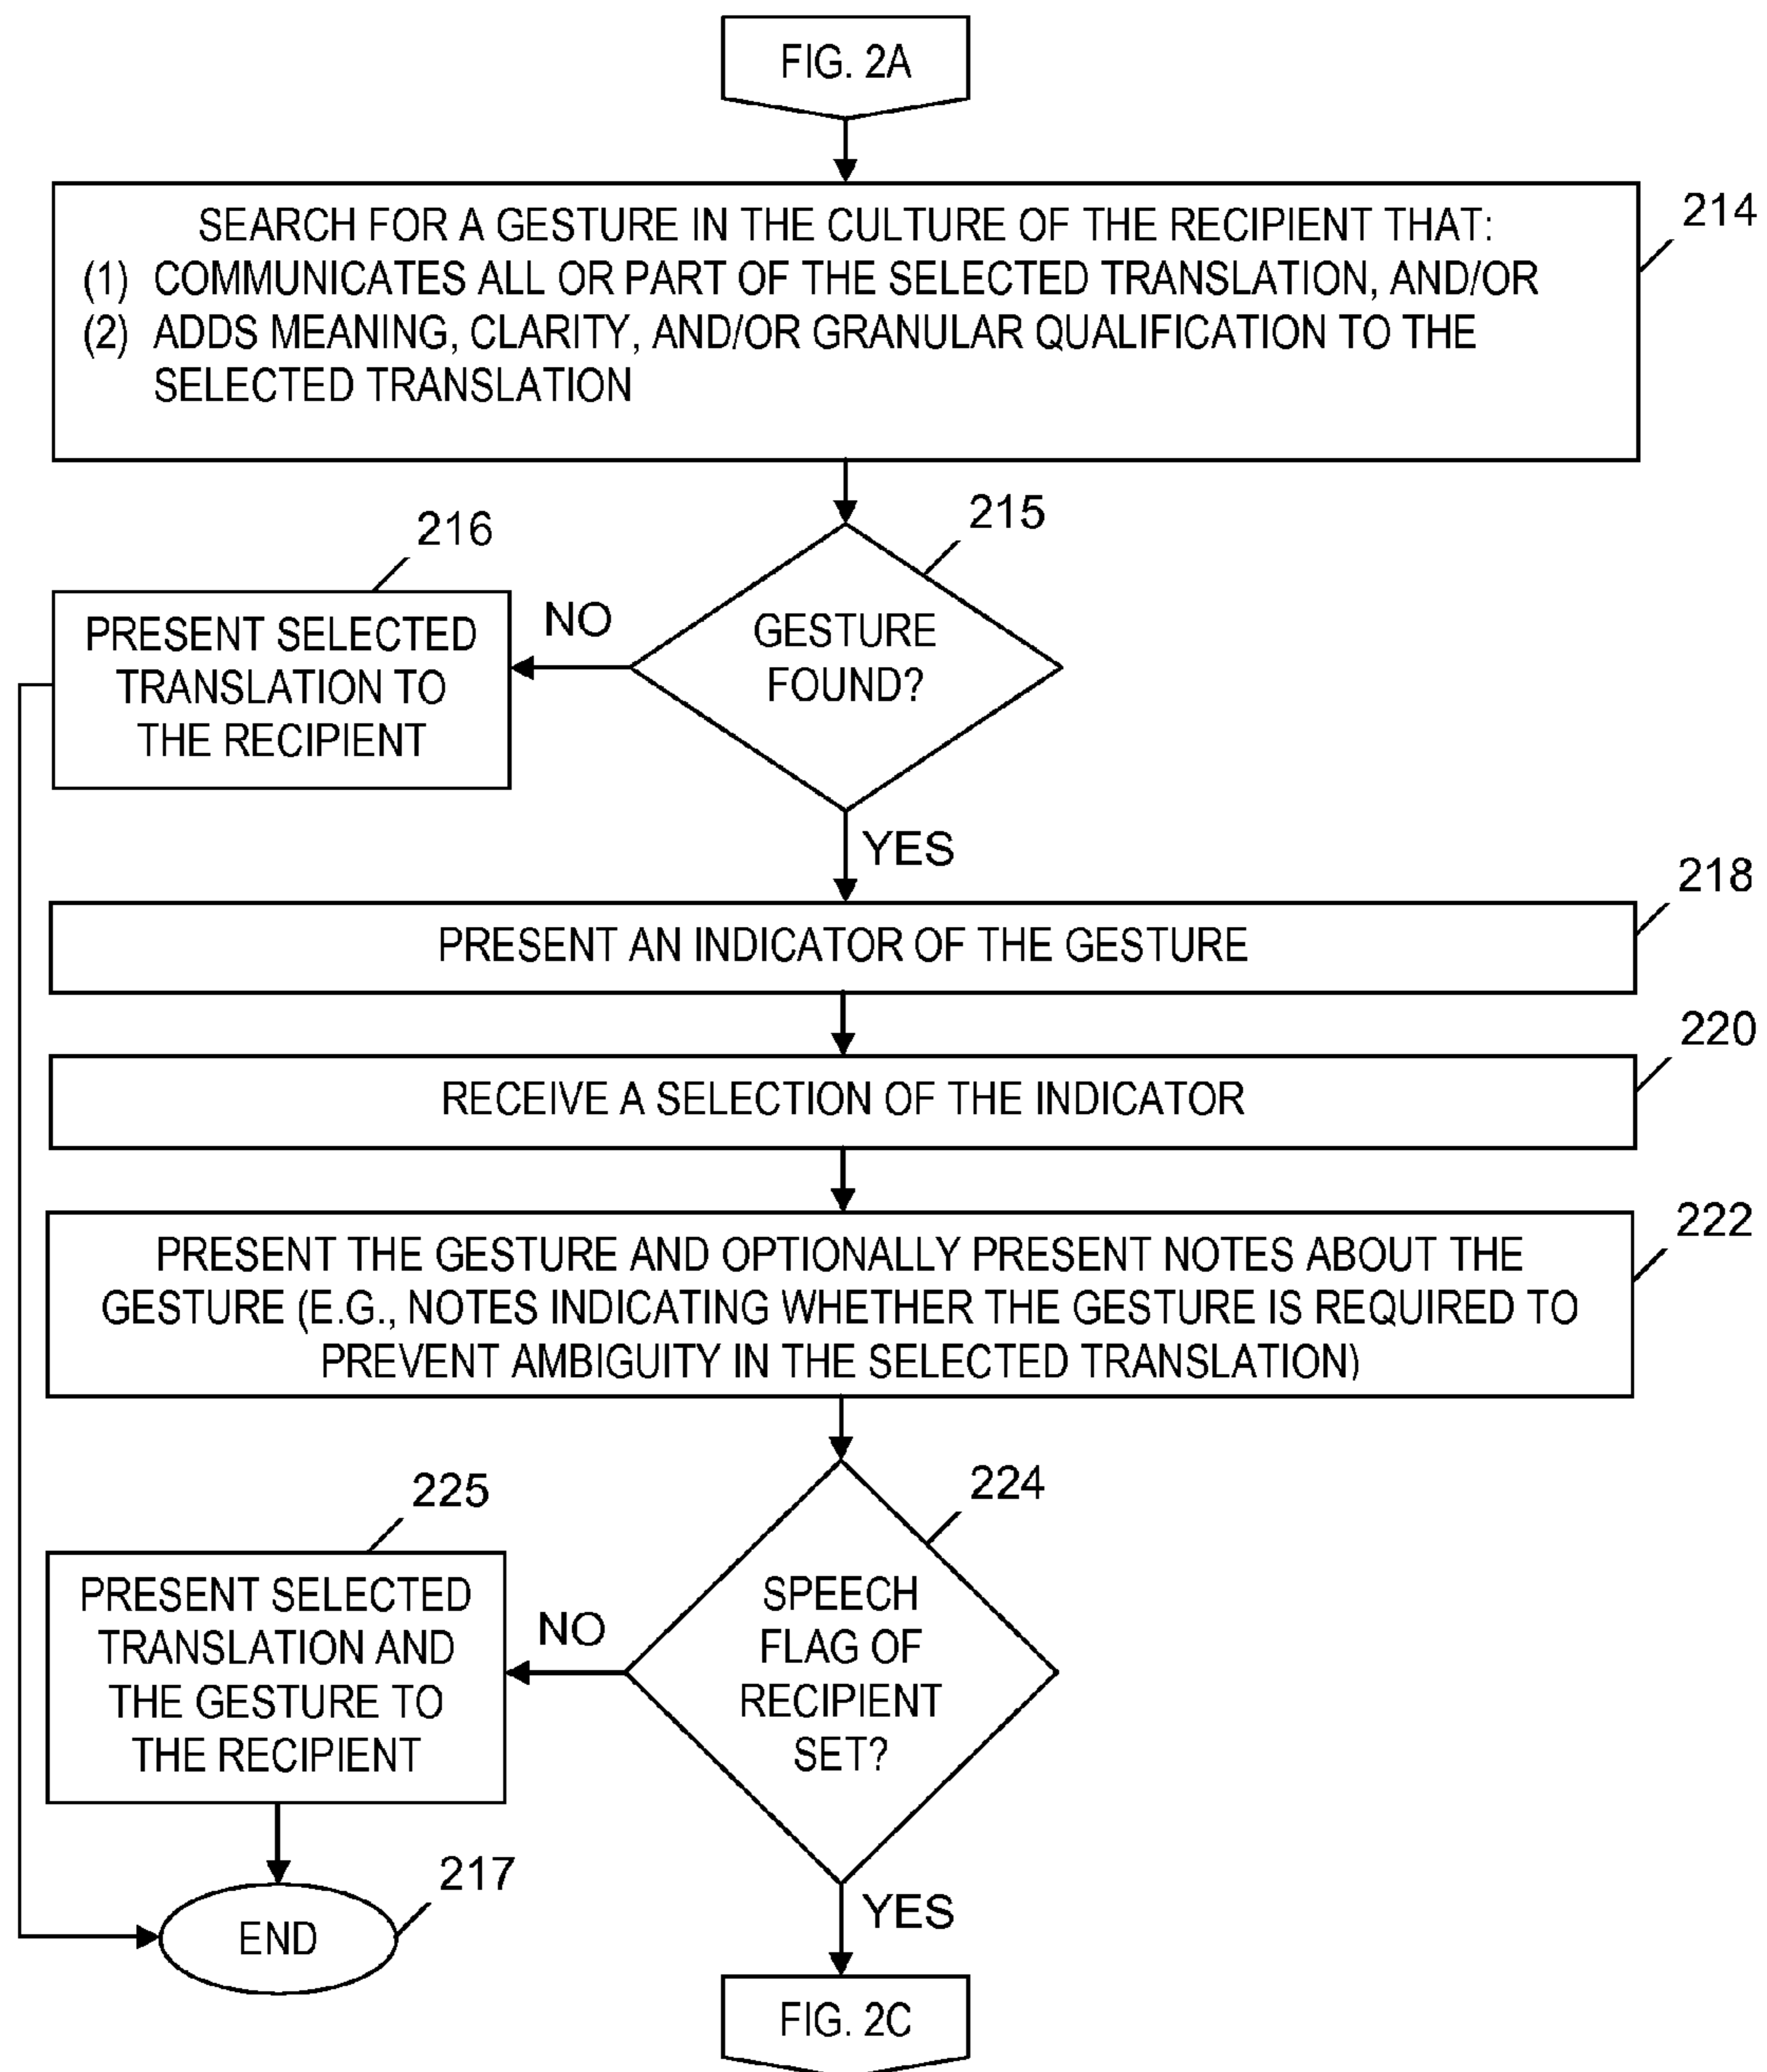 FIG. 2A
SEARCH FOR A GESTURE IN THE CULTURE OF THE RECIPIENT THAT:
(1) COMMUNICATES ALL OR PART OF THE SELECTED TRANSLATION, AND/OR
(2) ADDS MEANING, CLARITY, AND/OR GRANULAR QUALIFICATION TO THE
SELECTED TRANSLATION
214
215
GESTURE
FOUND?
NO
216
PRESENT SELECTED
TRANSLATION TO
THE RECIPIENT
YES
218
PRESENT AN INDICATOR OF THE GESTURE
220
RECEIVE A SELECTION OF THE INDICATOR
222
PRESENT THE GESTURE AND OPTIONALLY PRESENT NOTES ABOUT THE
GESTURE (E.G., NOTES INDICATING WHETHER THE GESTURE IS REQUIRED TO
PREVENT AMBIGUITY IN THE SELECTED TRANSLATION)
224
SPEECH
FLAG OF
RECIPIENT
SET?
NO
225
PRESENT SELECTED
TRANSLATION AND
THE GESTURE TO
THE RECIPIENT
217
END
YES
FIG. 2C